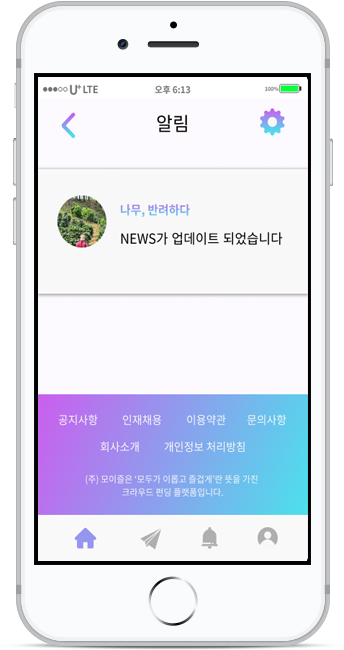 U+ LTE 오후 6:13 100%
알림
나무, 반려하다
NEWS가 업데이트 되었습니다
공지사항 인재채용 이용약관 문의사항
회사소개 개인정보 처리방침
(주) 모이즐은 '모두가 이롭고 즐겁게'란 뜻을 가진
크라우드 펀딩 플랫폼입니다.